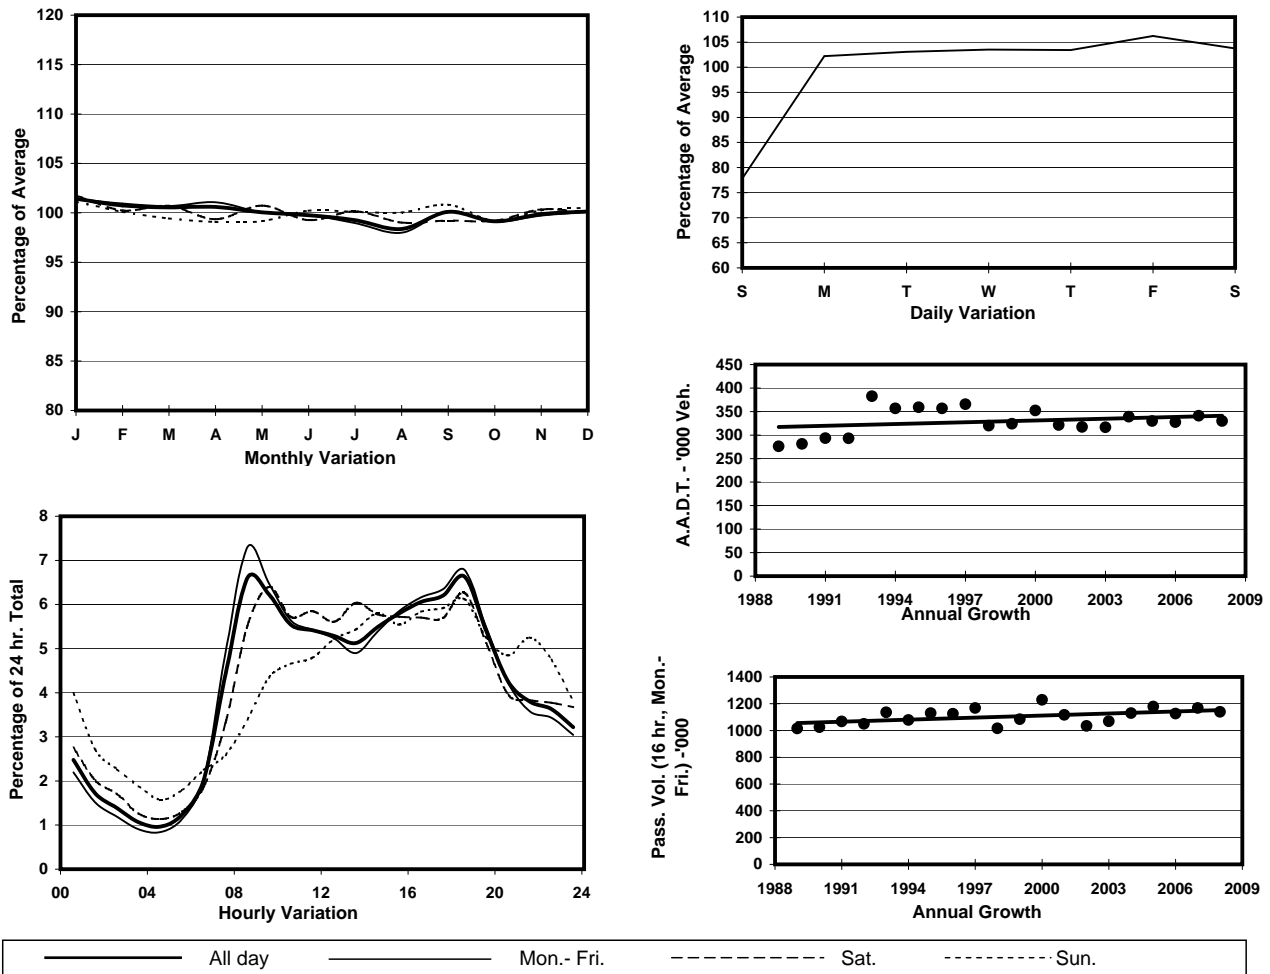 120
115
110
105
100
95
90
85
80
Percentage of Average
J F M A M J J A S O N D
Monthly Variation
110
105
100
95
90
85
80
75
70
65
60
Percentage of Average
S M T W T F S
Daily Variation
450
400
350
300
250
200
150
100
50
0
A.A.D.T. - '000 Veh.
1988 1991 1994 1997 2000 2003 2006 2009
Annual Growth
8
7
6
5
4
3
2
1
0
Percentage of 24 hr. Total
00 04 08 12 16 20 24
Hourly Variation
1400
1200
1000
800
600
400
200
0
Pass. Vol. (16 hr., Mon.-
Fri.) -'000
1988 1991 1994 1997 2000 2003 2006 2009
Annual Growth
All day Mon.- Fri. Sat. Sun.